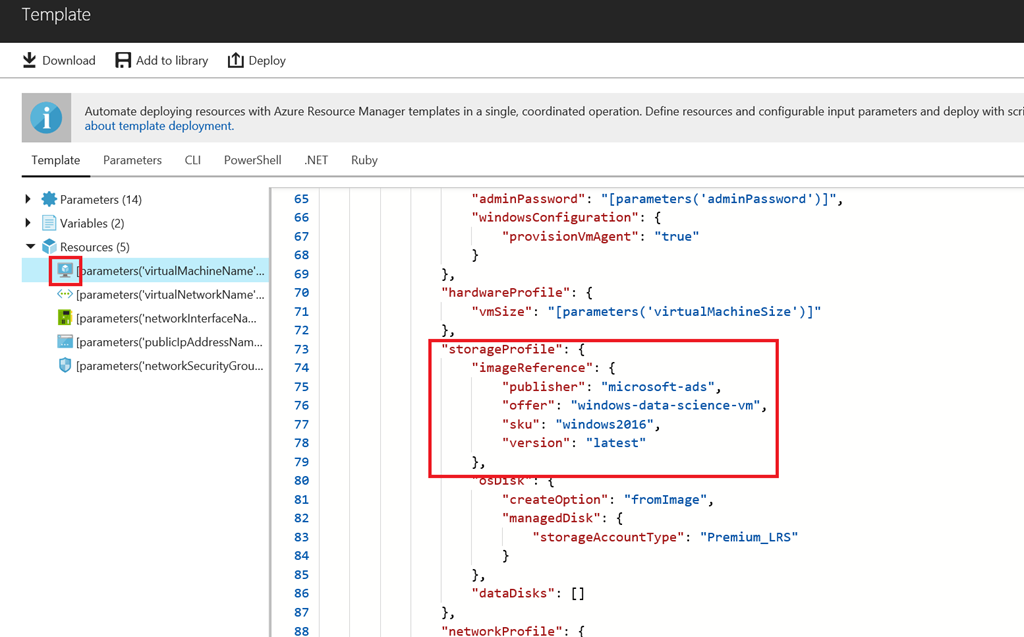 Template
Download Add to library Deploy
Automate deploying resources with Azure Resource Manager templates in a single, coordinated operation. Define resources and configurable input parameters and deploy with scri
about template deployment.
Template Parameters CLI PowerShell .NET Ruby
Parameters (14)
Variables (2)
Resources (5)
[parameters('virtualMachineName'...
[parameters('virtualNetworkName'...
[parameters('networkInterfaceNa...
[parameters('publicIpAddressNam...
[parameters('networkSecurityGrou...
65 "adminPassword": "[parameters('adminPassword')]",
66 "windowsConfiguration": {
67 "provisionVmAgent": "true"
68 }
69 },
70 "hardwareProfile": {
71 "vmSize": "[parameters('virtualMachineSize')]"
72 },
73 "storageProfile": {
74 "imageReference": {
75 "publisher": "microsoft-ads",
76 "offer": "windows-data-science-vm",
77 "sku": "windows2016",
78 "version": "latest"
79 },
80 "osDisk": {
81 "createOption": "fromImage",
82 "managedDisk": {
83 "storageAccountType": "Premium_LRS"
84 }
85 },
86 "dataDisks": []
87 },
88 "networkProfile": {